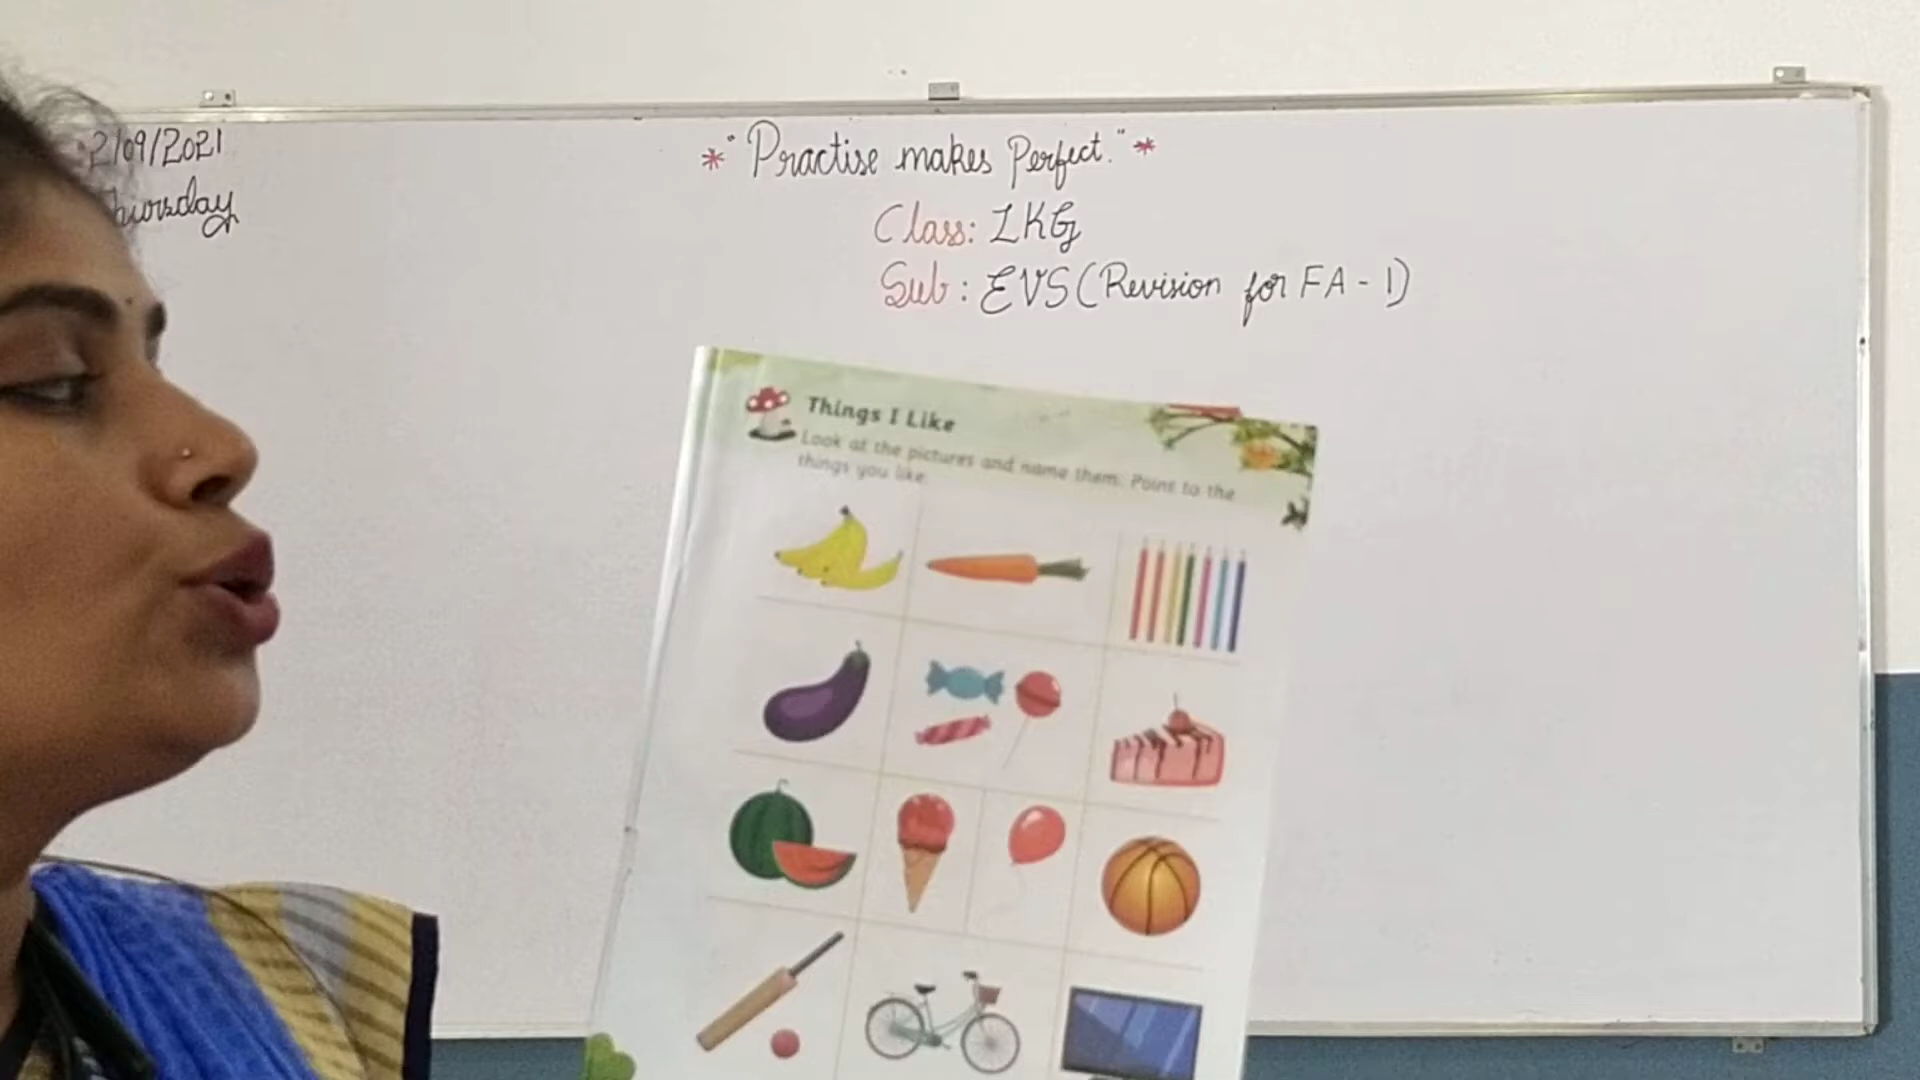 2/09/2021
Thursday
* "Practise makes Perfect." *
Class: LKG
Sub: EVS (Revision for FA-1)
Things I Like
Look at the pictures and name them. Point to the
things you like.